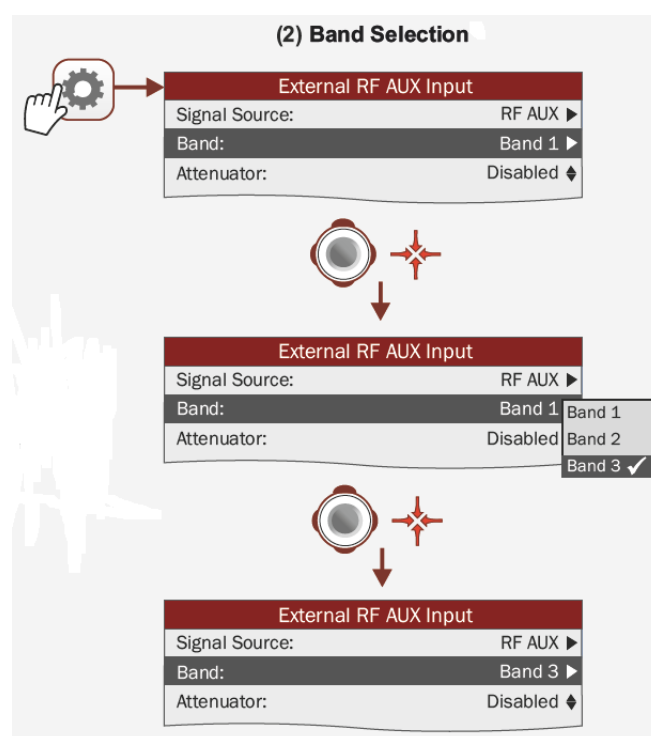 (2) Band Selection
External RF AUX Input
Signal Source: RF AUX
Band: Band 1
Attenuator: Disabled
External RF AUX Input
Signal Source: RF AUX
Band: Band 1
Band 1
Attenuator: Disabled
Band 2
Band 3
External RF AUX Input
Signal Source: RF AUX
Band: Band 3
Attenuator: Disabled